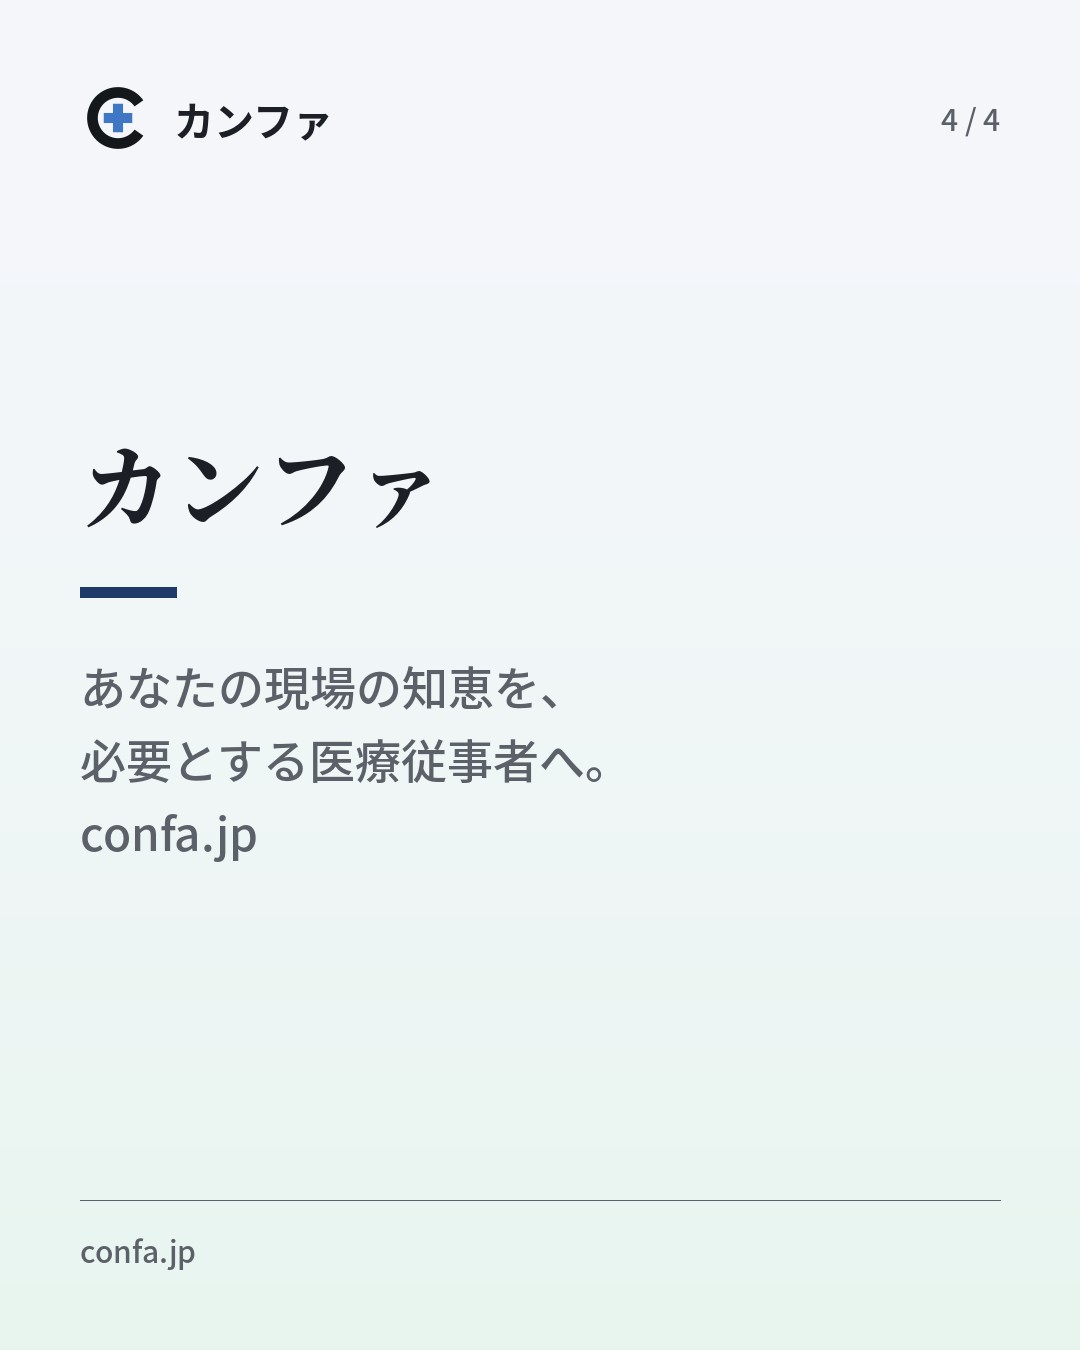 カンファ
4 / 4
カンファ
あなたの現場の知恵を、
必要とする医療従事者へ。
confa.jp
confa.jp